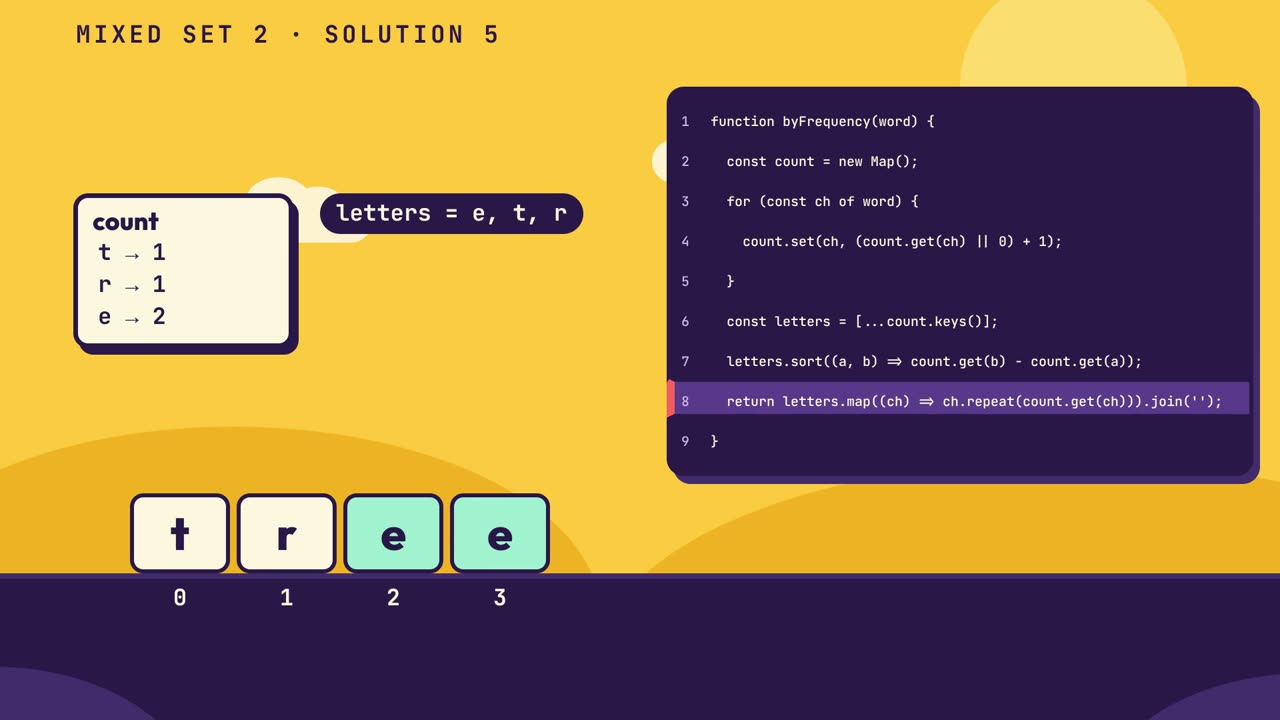 MIXED SET 2 · SOLUTION 5
count
t → 1
r → 1
e → 2
letters = e, t, r
1 function byFrequency(word) {
2   const count = new Map();
3   for (const ch of word) {
4     count.set(ch, (count.get(ch) || 0) + 1);
5   }
6   const letters = [...count.keys()];
7   letters.sort((a, b) => count.get(b) - count.get(a));
8   return letters.map((ch) => ch.repeat(count.get(ch))).join('');
9 }
t r e e
0 1 2 3